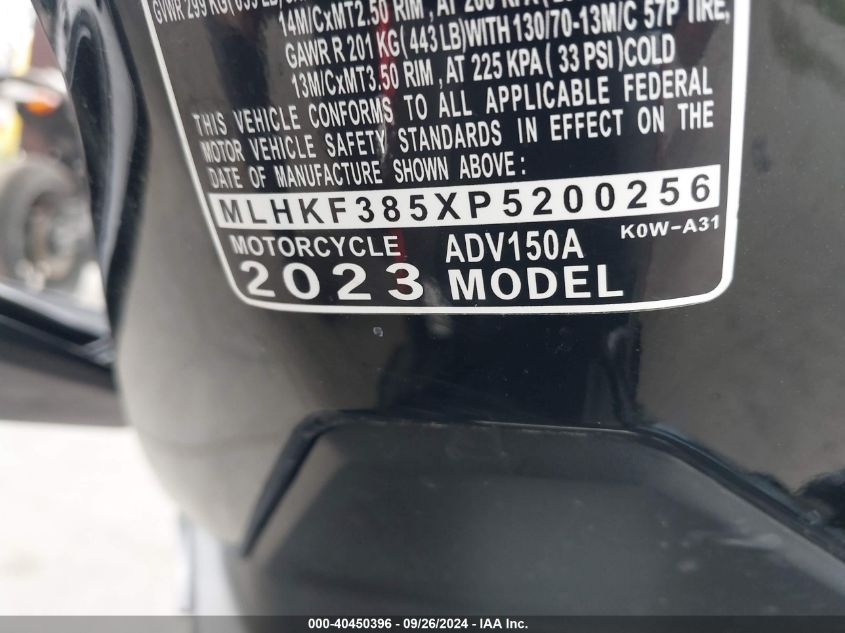 GVWR 299 KG
14M/CxMT2.50 RIM, AT 200 KPA
GAWR R 201 KG(443 LB)WITH 130/70-13M/C 57P TIRE,
13M/CxMT3.50 RIM, AT 225 KPA( 33 PSI)COLD
THIS VEHICLE CONFORMS TO ALL APPLICABLE FEDERAL
MOTOR VEHICLE SAFETY STANDARDS IN EFFECT ON THE
DATE OF MANUFACTURE SHOWN ABOVE:
MLHKF385XP5200256
MOTORCYCLE ADV150A K0W-A31
2023 MODEL
000-40450396 - 09/26/2024 - IAA Inc.